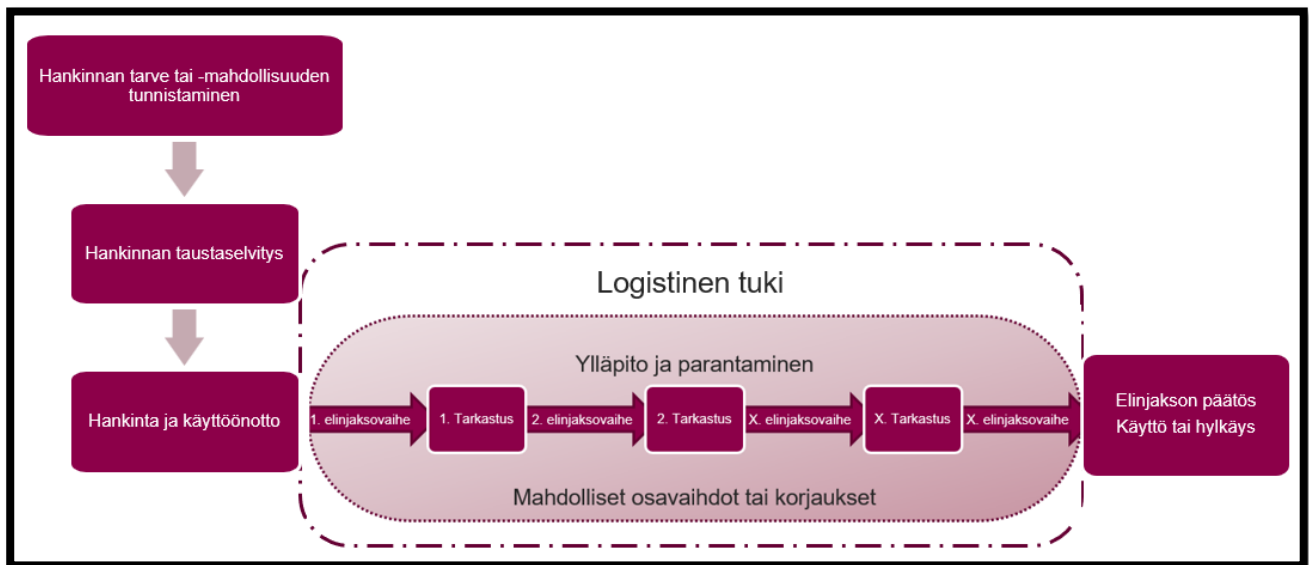 Hankinnan tarve tai -mahdollisuuden
tunnistaminen
Hankinnan taustaselvitys
Logistinen tuki
Ylläpito ja parantaminen
Hankinta ja käyttöönotto
1. elinjaksovaihe
1. Tarkastus
2. elinjaksovaihe
2. Tarkastus
X. elinjaksovaihe
X. Tarkastus
X. elinjaksovaihe
Elinjakson päätös
Käyttö tai hylkäys
Mahdolliset osavaihdot tai korjaukset